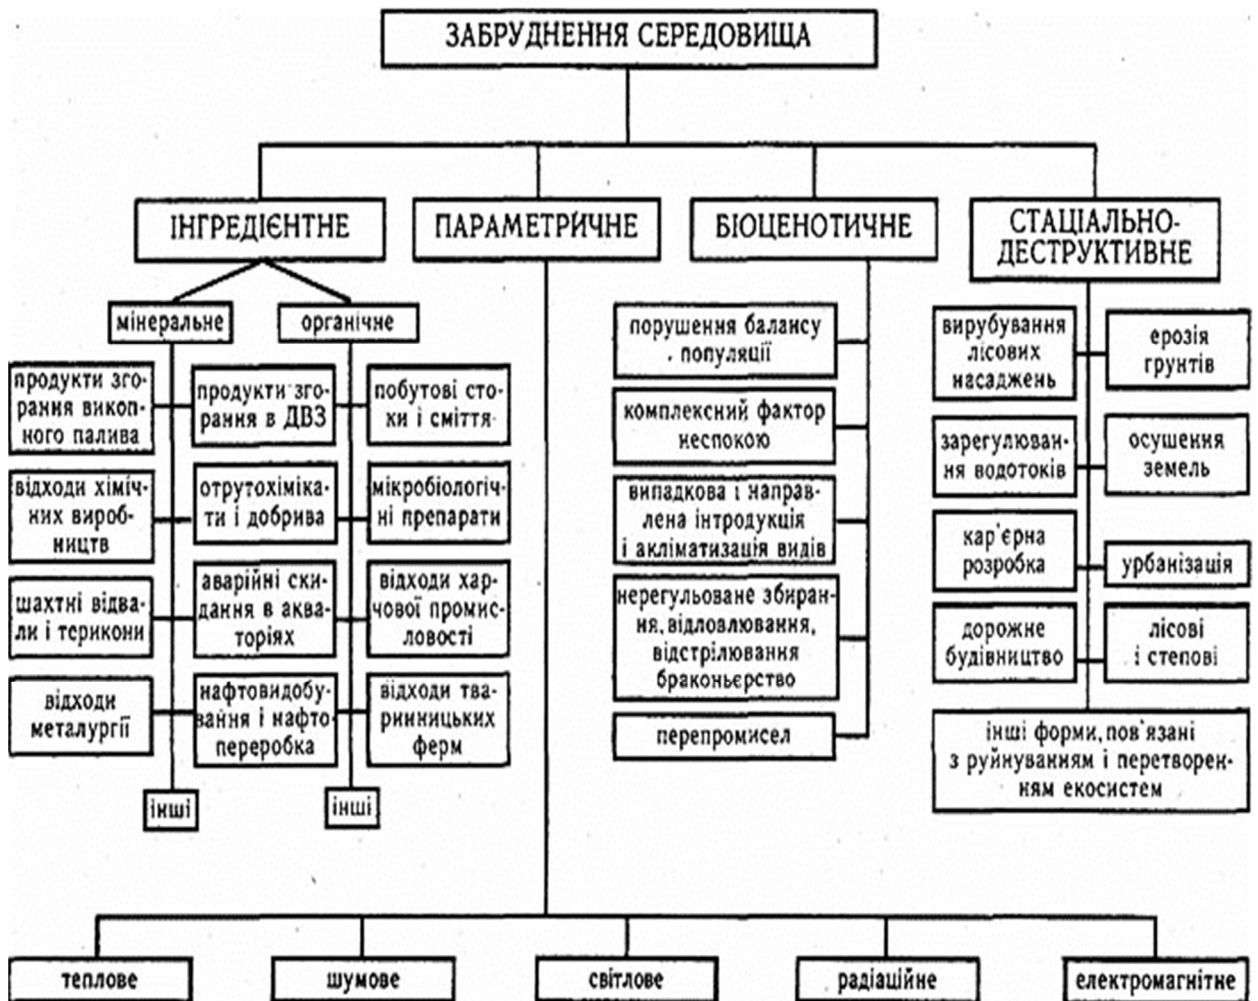 ЗАБРУДНЕННЯ СЕРЕДОВИЩА
ІНГРЕДІЄНТНЕ
ПАРАМЕТРИЧНЕ
БІОЦЕНОТИЧНЕ
СТАЦІАЛЬНО-
ДЕСТРУКТИВНЕ
мінеральне
органічне
продукти зго-
рання викоп-
ного палива
відходи хіміч-
них вироб-
ництв
шахтні відва-
ли і терикони
відходи
металургії
інші
продукти зго-
рання в ДВЗ
отрутохіміка-
ти і добрива
аварійні ски-
дання в аква-
торіях
нафтовидобу-
вання і нафто-
переробка
побутові сто-
ки і сміття
мікробіологіч-
ні препарати
відходи хар-
чової промис-
ловості
відходи тва-
ринницьких
ферм
інші
порушення балансу
популяції
комплексний фактор
неспокою
випадкова і направ-
лена інтродукція
і акліматизація видів
нерегульоване збиран-
ня, відловлювання,
відстрілювання
браконьєрство
перепромисел
вирубування
лісових
насаджень
зарегулюван-
ня водотоків
кар'єрна
розробка
дорожне
будівництво
ерозія
грунтів
осушення
земель
урбанізація
лісові
і степові
інші форми, пов'язані
з руйнуванням і перетворен-
ням екосистем
теплове
шумове
світлове
радіаційне
електромагнітне